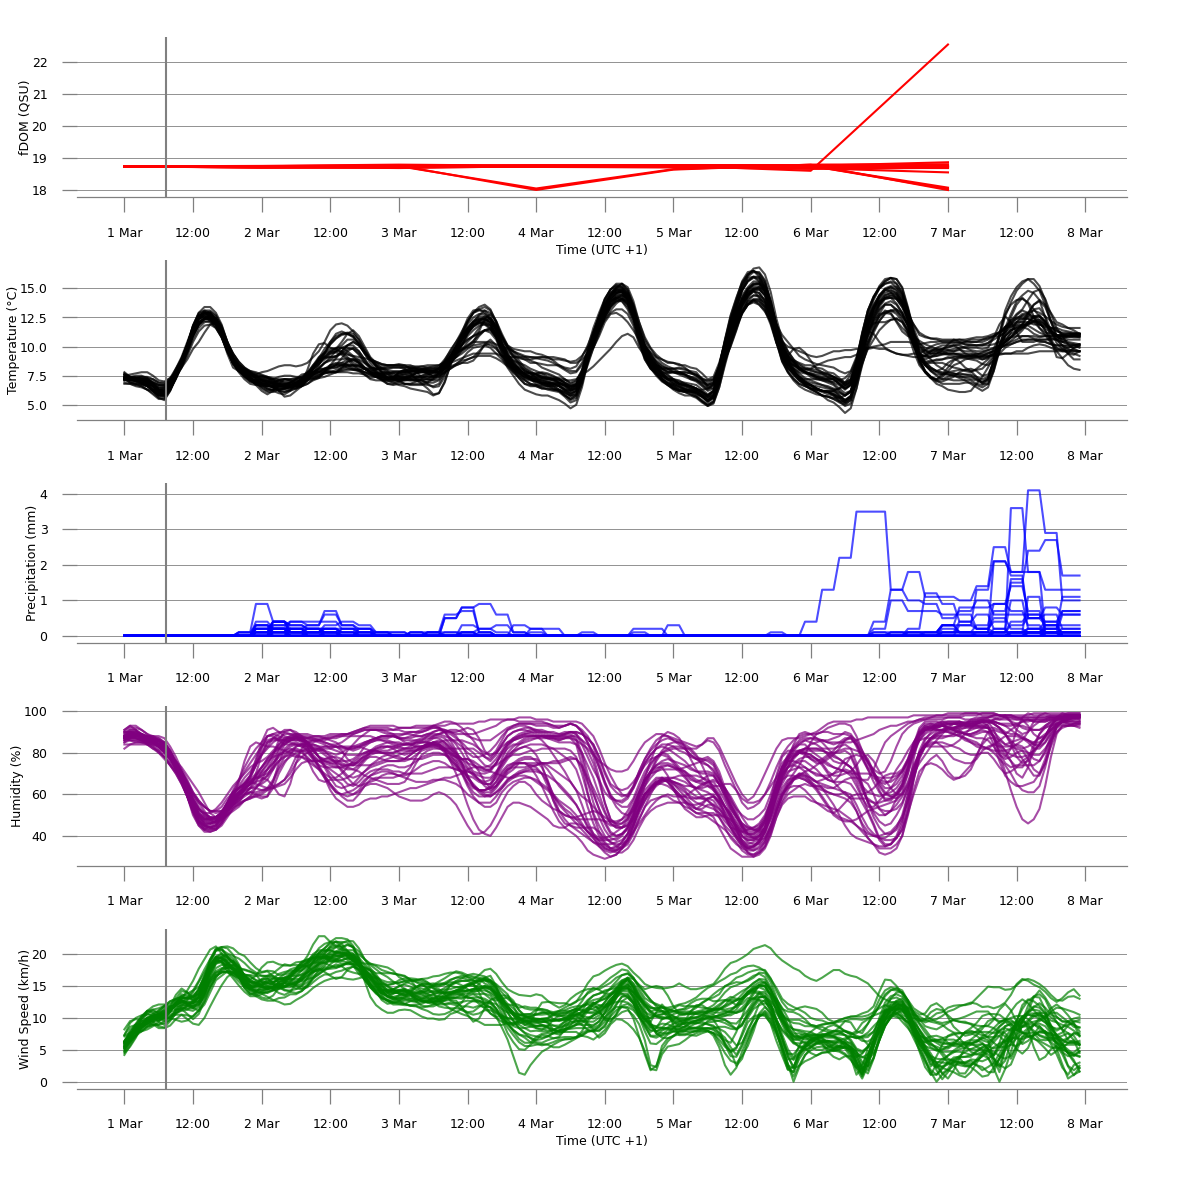 fDOM (QSU)
22
21
20
19
18
1 Mar 12:00 2 Mar 12:00 3 Mar 12:00 4 Mar 12:00 5 Mar 12:00 6 Mar 12:00 7 Mar 12:00 8 Mar
Time (UTC +1)
Temperature (°C)
15.0
12.5
10.0
7.5
5.0
1 Mar 12:00 2 Mar 12:00 3 Mar 12:00 4 Mar 12:00 5 Mar 12:00 6 Mar 12:00 7 Mar 12:00 8 Mar
Precipitation (mm)
4
3
2
1
0
1 Mar 12:00 2 Mar 12:00 3 Mar 12:00 4 Mar 12:00 5 Mar 12:00 6 Mar 12:00 7 Mar 12:00 8 Mar
Humidity (%)
100
80
60
40
1 Mar 12:00 2 Mar 12:00 3 Mar 12:00 4 Mar 12:00 5 Mar 12:00 6 Mar 12:00 7 Mar 12:00 8 Mar
Wind Speed (km/h)
20
15
10
5
0
1 Mar 12:00 2 Mar 12:00 3 Mar 12:00 4 Mar 12:00 5 Mar 12:00 6 Mar 12:00 7 Mar 12:00 8 Mar
Time (UTC +1)